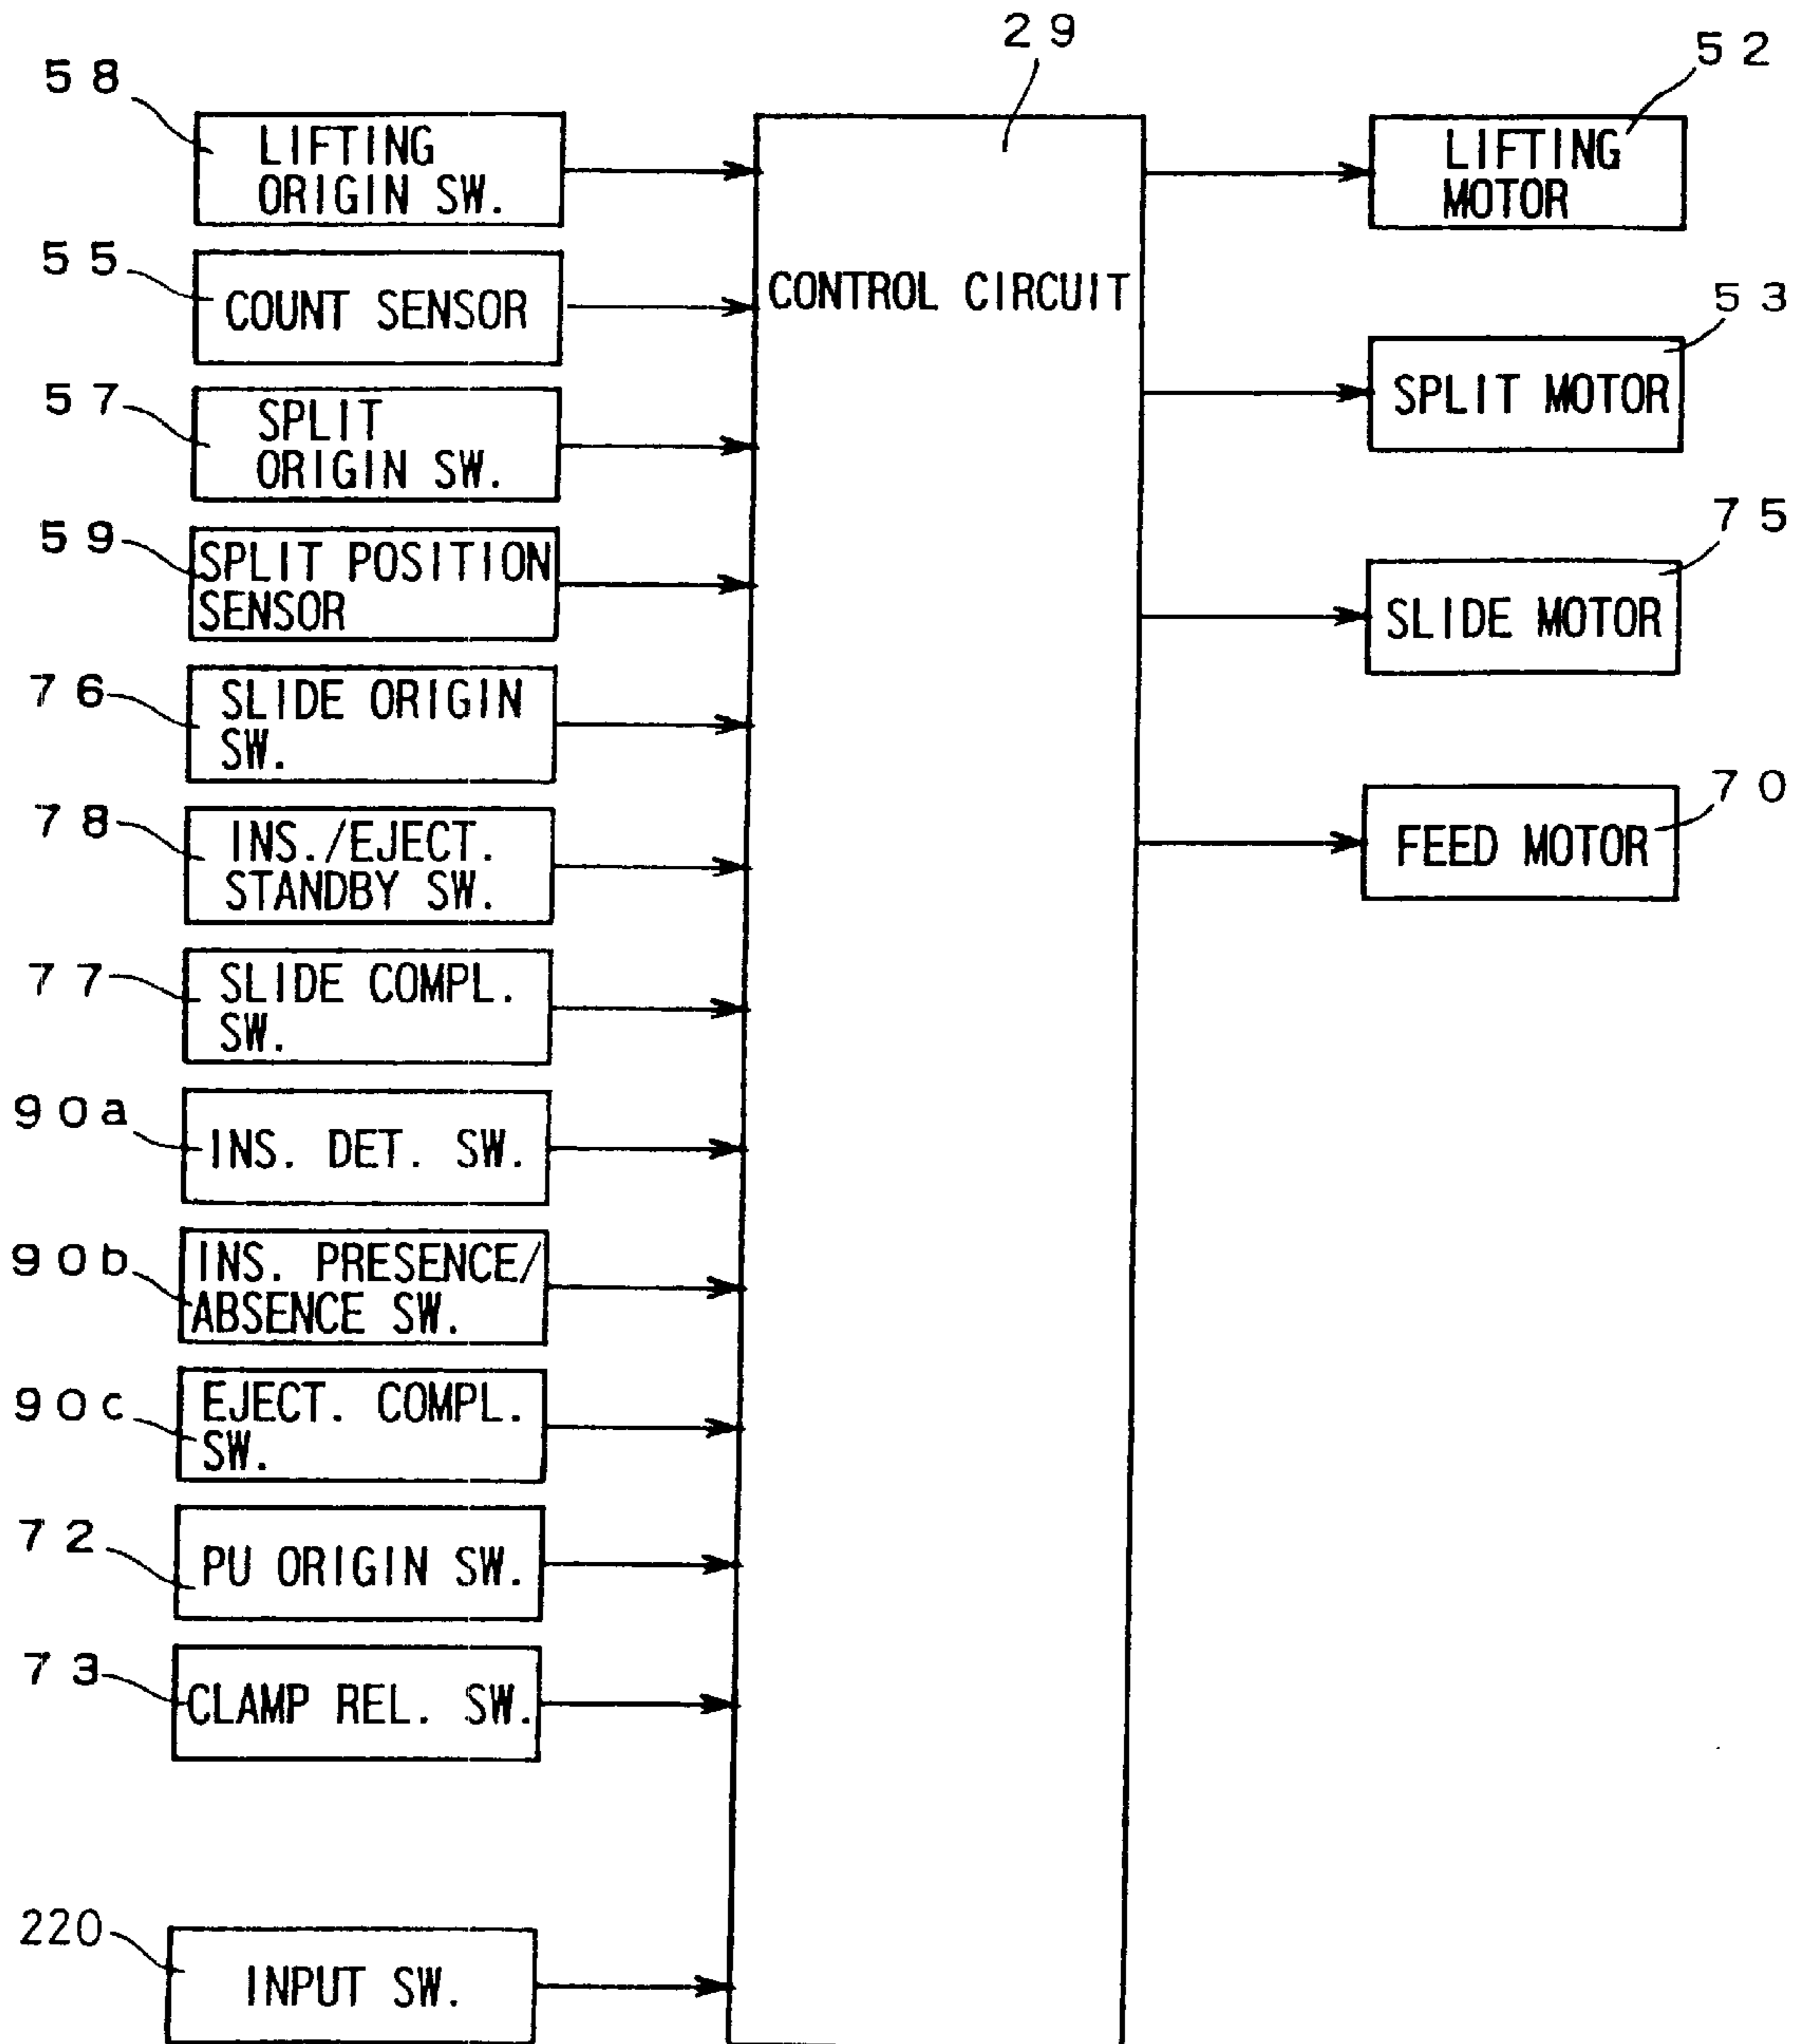 29
58
LIFTING
ORIGIN SW.
55
COUNT SENSOR
57
SPLIT
ORIGIN SW.
59
SPLIT POSITION
SENSOR
76
SLIDE ORIGIN
SW.
78
INS./EJECT.
STANDBY SW.
77
SLIDE COMPL.
SW.
90a
INS. DET. SW.
90b
INS. PRESENCE/
ABSENCE SW.
90c
EJECT. COMPL.
SW.
72
PU ORIGIN SW.
73
CLAMP REL. SW.
220
INPUT SW.
CONTROL CIRCUIT
52
LIFTING
MOTOR
53
SPLIT MOTOR
75
SLIDE MOTOR
70
FEED MOTOR